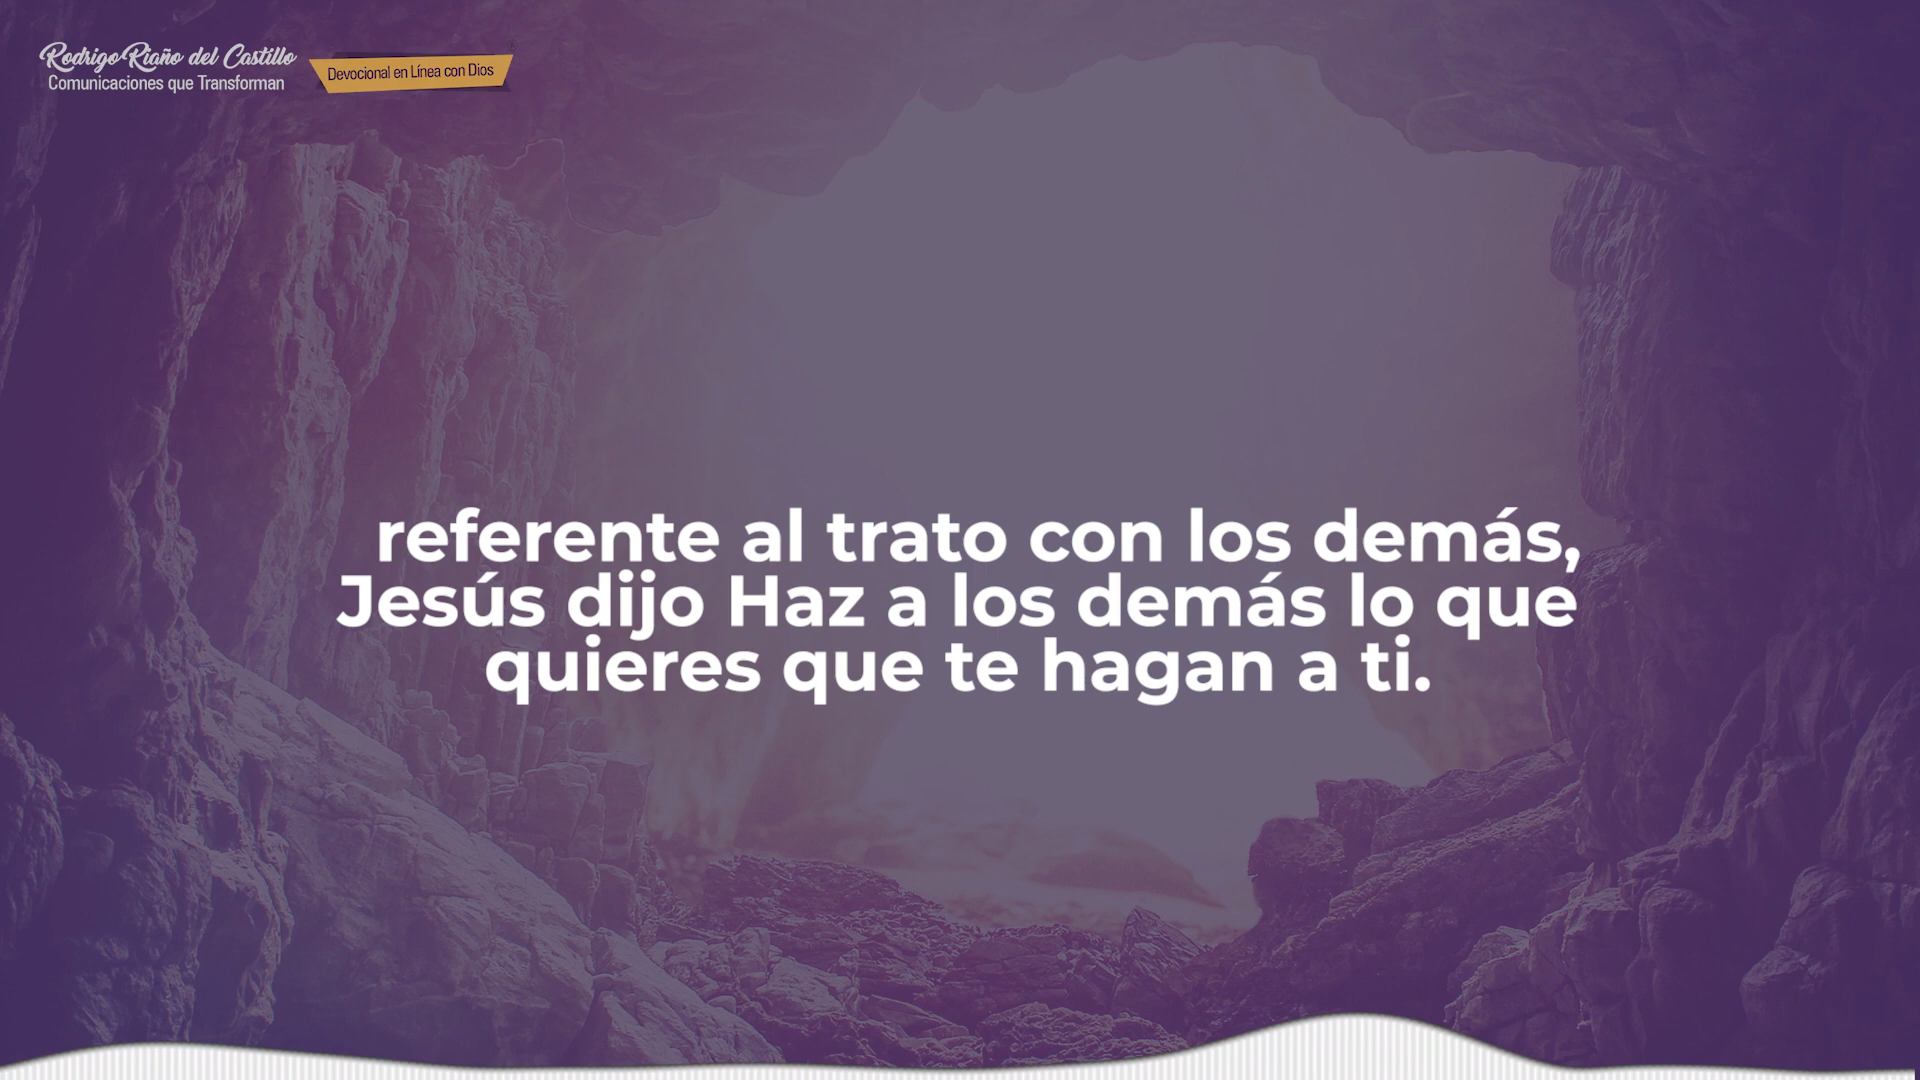 Rodrigo Riaño del Castillo
Comunicaciones que Transforman
Devocional en Línea con Dios
referente al trato con los demás,
Jesús dijo Haz a los demás lo que
quieres que te hagan a ti.